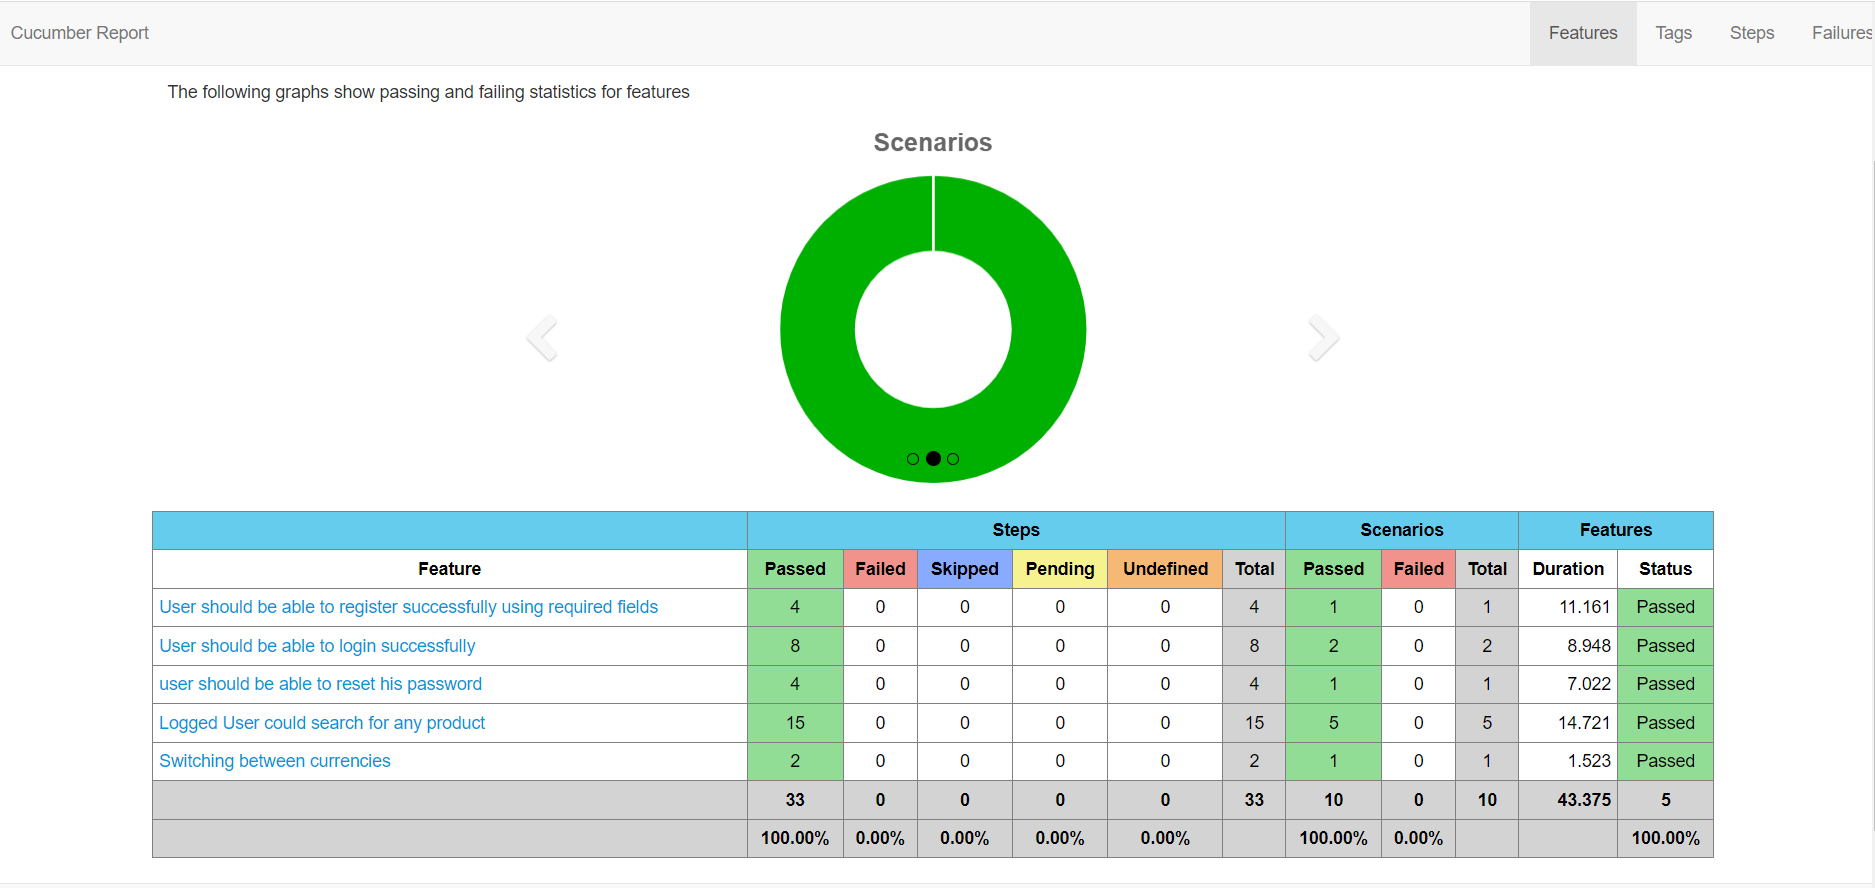 Cucumber Report Features Tags Steps Failures
The following graphs show passing and failing statistics for features
Scenarios
Steps Scenarios Features
Feature Passed Failed Skipped Pending Undefined Total Passed Failed Total Duration Status
User should be able to register successfully using required fields 4 0 0 0 0 4 1 0 1 11.161 Passed
User should be able to login successfully 8 0 0 0 0 8 2 0 2 8.948 Passed
user should be able to reset his password 4 0 0 0 0 4 1 0 1 7.022 Passed
Logged User could search for any product 15 0 0 0 0 15 5 0 5 14.721 Passed
Switching between currencies 2 0 0 0 0 2 1 0 1 1.523 Passed
33 0 0 0 0 33 10 0 10 43.375 5
100.00% 0.00% 0.00% 0.00% 0.00% 100.00% 0.00% 100.00%